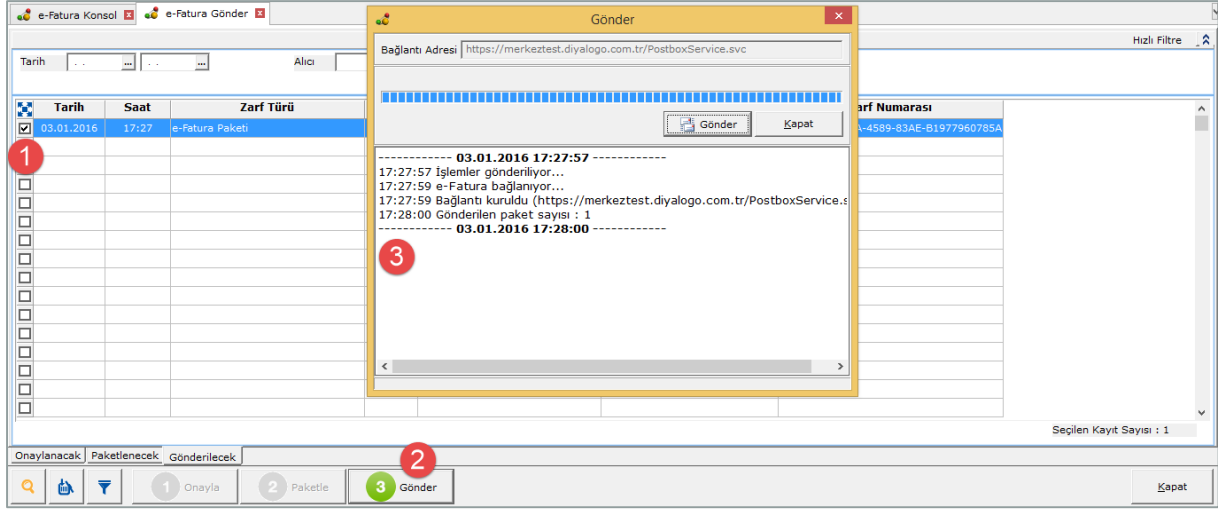 e-Fatura Konsol
e-Fatura Gönder
Hızlı Filtre
Tarih . . ... . . ... Alıcı
Tarih Saat Zarf Türü arf Numarası
03.01.2016 17:27 e-Fatura Paketi -4589-83AE-B1977960785A
1
Gönder
Bağlantı Adresi https://merkeztest.diyalogo.com.tr/PostboxService.svc
Gönder Kapat
------------ 03.01.2016 17:27:57 ------------
17:27:57 İşlemler gönderiliyor...
17:27:59 e-Fatura bağlanıyor...
17:27:59 Bağlantı kuruldu (https://merkeztest.diyalogo.com.tr/PostboxService.s
17:28:00 Gönderilen paket sayısı : 1
------------ 03.01.2016 17:28:00 ------------
3
Seçilen Kayıt Sayısı : 1
Onaylanacak Paketlenecek Gönderilecek
2
1 Onayla 2 Paketle 3 Gönder Kapat